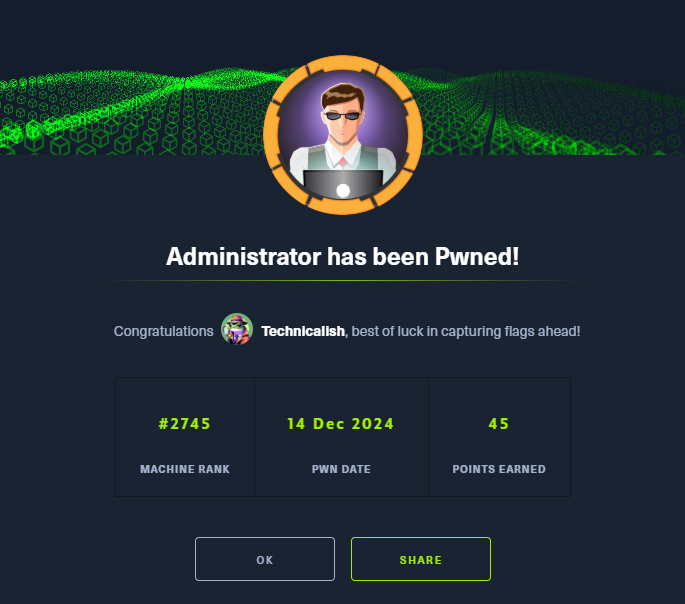 Administrator has been Pwned!
Congratulations Technicalish, best of luck in capturing flags ahead!
#2745 14 Dec 2024 45
MACHINE RANK PWN DATE POINTS EARNED
OK SHARE